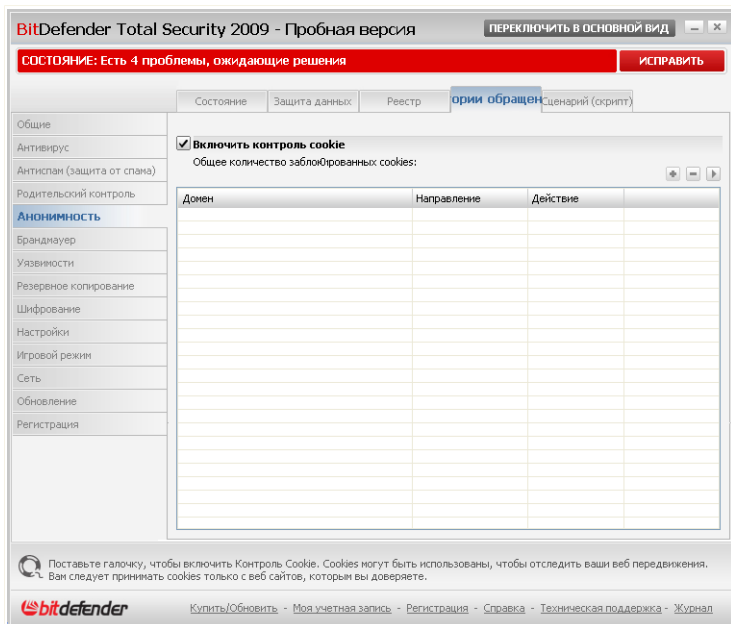 BitDefender Total Security 2009 - Пробная версия
ПЕРЕКЛЮЧИТЬ В ОСНОВНОЙ ВИД
СОСТОЯНИЕ: Есть 4 проблемы, ожидающие решения
ИСПРАВИТЬ
Состояние
Защита данных
Реестр
ории обращен
Сценарий (скрипт)
Общие
Антивирус
Антиспам (защита от спама)
Родительский контроль
Анонимность
Брандмауер
Уязвимости
Резервное копирование
Шифрование
Настройки
Игровой режим
Сеть
Обновление
Регистрация
Включить контроль cookie
Общее количество заблок0ированных cookies:
Домен
Направление
Действие
Поставьте галочку, чтобы включить Контроль Cookie. Cookies могут быть использованы, чтобы отследить ваши веб передвижения.
Вам следует принимать cookies только с веб сайтов, которым вы доверяете.
bitdefender
Купить/Обновить - Моя учетная запись - Регистрация - Справка - Техническая поддержка - Журнал